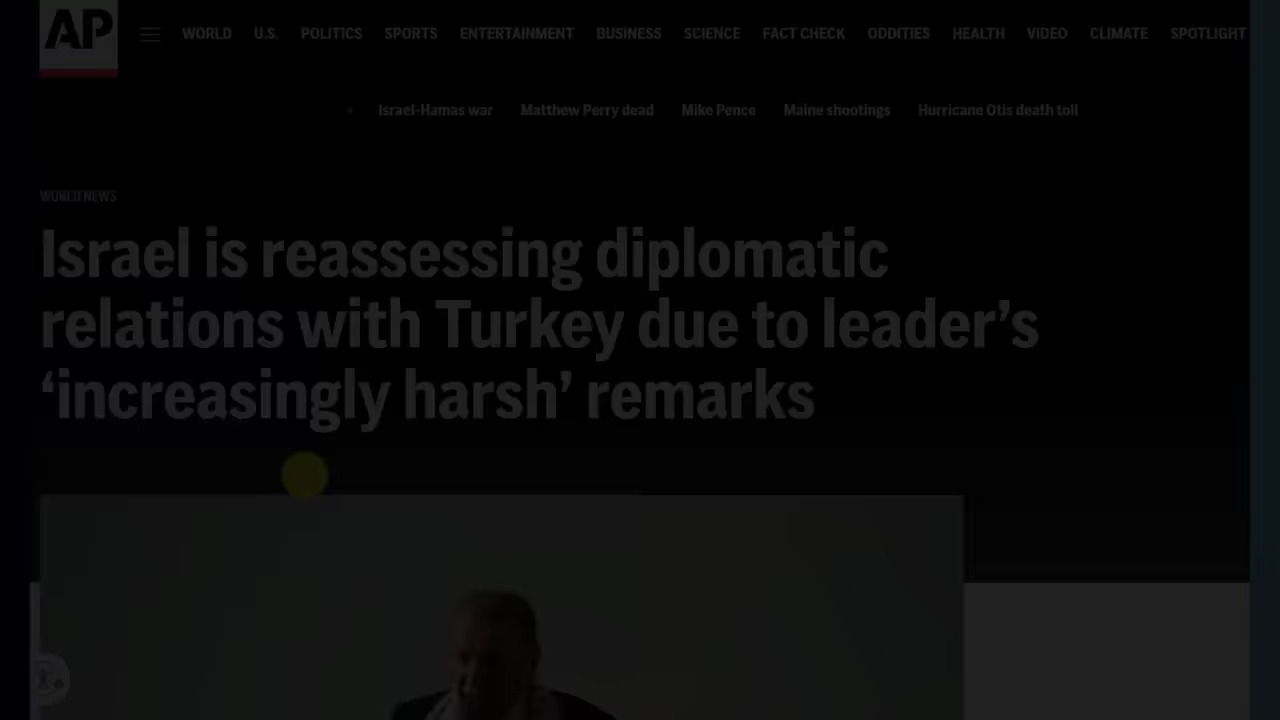 AP
WORLD U.S. POLITICS SPORTS ENTERTAINMENT BUSINESS SCIENCE FACT CHECK ODDITIES HEALTH VIDEO CLIMATE SPOTLIGHT
Israel-Hamas war Matthew Perry dead Mike Pence Maine shootings Hurricane Otis death toll
WORLD NEWS
Israel is reassessing diplomatic
relations with Turkey due to leader’s
‘increasingly harsh’ remarks